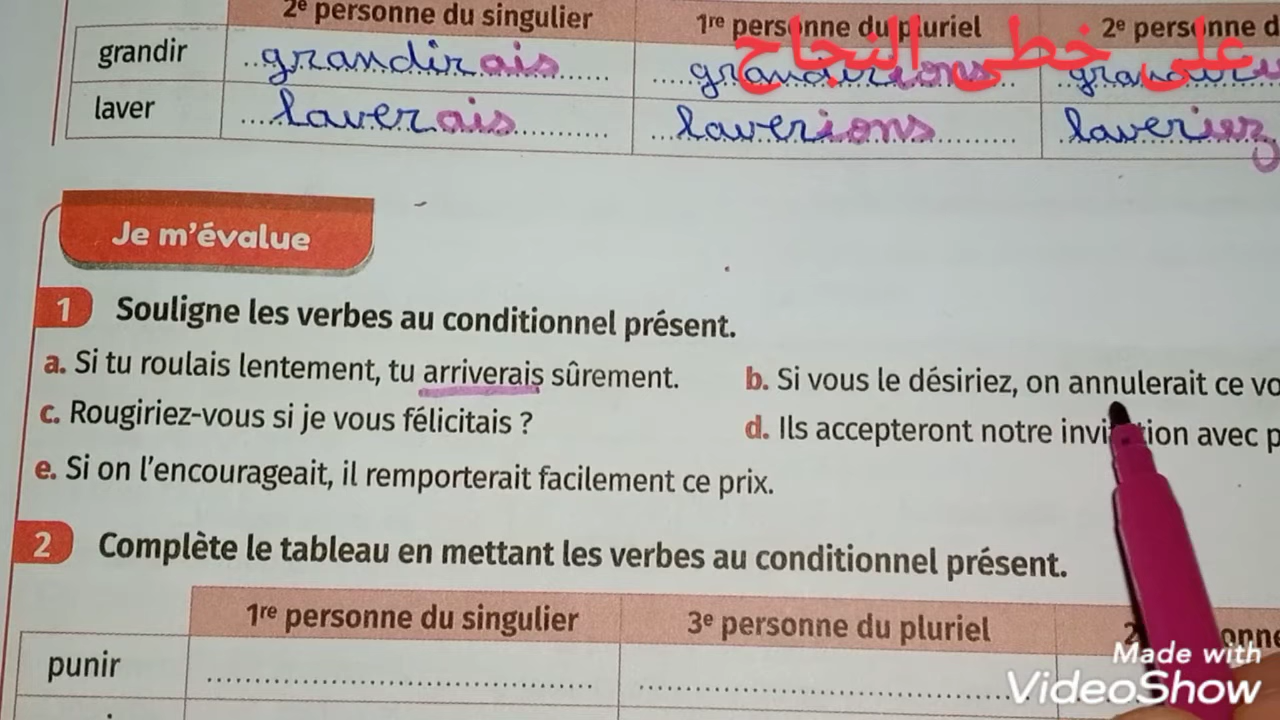 2e personne du singulier 1re personne du pluriel 2e personne
على خطى النجاح
grandir grandirais grandirions
laver laverais laverions laveriez
Je m'évalue
1 Souligne les verbes au conditionnel présent.
a. Si tu roulais lentement, tu arriverais sûrement. b. Si vous le désiriez, on annulerait ce
c. Rougiriez-vous si je vous félicitais ? d. Ils accepteront notre avec
e. Si on l'encourageait, il remporterait facilement ce prix.
2 Complète le tableau en mettant les verbes au conditionnel présent.
1re personne du singulier 3e personne du pluriel
punir
Made with
VideoShow